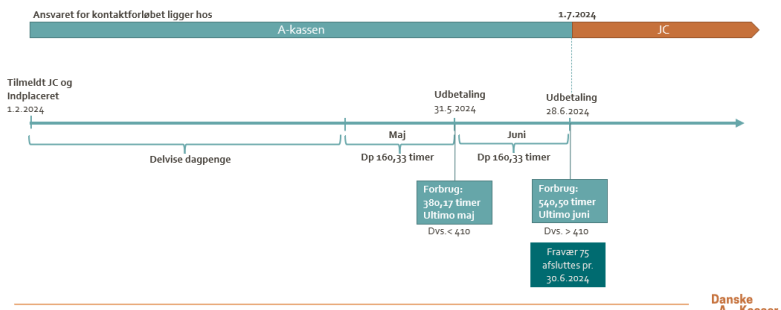 Ansvaret for kontaktforløbet ligger hos
1.7.2024
A-kassen
JC
Tilmeldt JC og
Indplaceret
1.2.2024
Udbetaling
31.5.2024
Udbetaling
28.6.2024
Maj
Juni
Delvise dagpenge
Dp 160,33 timer
Dp 160,33 timer
Forbrug:
380,17 timer
Ultimo maj
Forbrug:
540,50 timer
Ultimo juni
Dvs.< 410
Dvs. > 410
Fravær 75
afsluttes pr.
30.6.2024
Danske